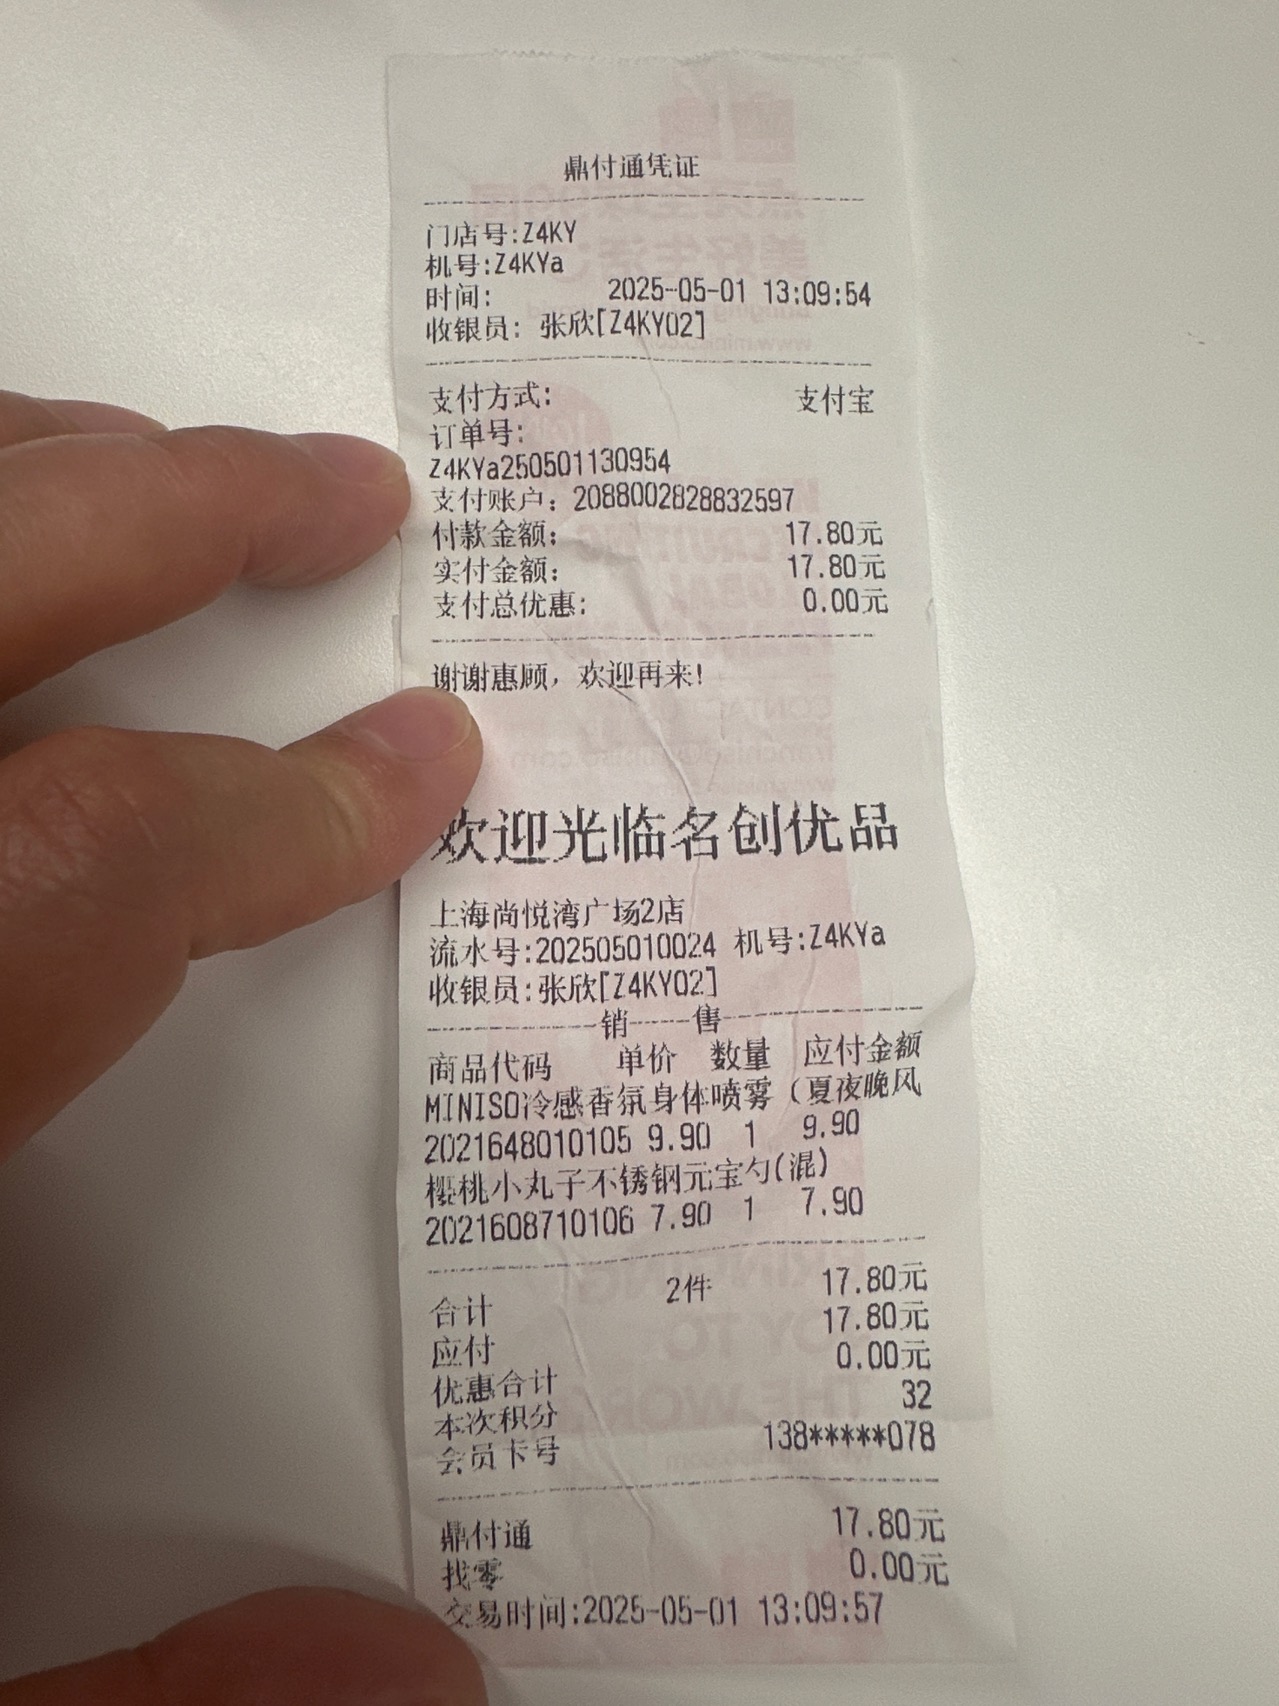 鼎付通凭证
门店号:Z4KY
机号:Z4KYa
时间: 2025-05-01 13:09:54
收银员: 张欣[Z4KY02]
支付方式: 支付宝
订单号:
Z4KYa250501130954
支付账户: 2088002828832597
付款金额: 17.80元
实付金额: 17.80元
支付总优惠: 0.00元
谢谢惠顾，欢迎再来!
欢迎光临名创优品
上海尚悦湾广场2店
流水号:202505010024 机号:Z4KYa
收银员:张欣[Z4KY02]
销------售
商品代码 单价 数量 应付金额
MINISO冷感香氛身体喷雾（夏夜晚风
2021648010105 9.90 1 9.90
樱桃小丸子不锈钢元宝勺(混)
2021608710106 7.90 1 7.90
合计 2件 17.80元
应付 17.80元
优惠合计 0.00元
本次积分 32
会员卡号 138*****078
鼎付通 17.80元
找零 0.00元
交易时间:2025-05-01 13:09:57